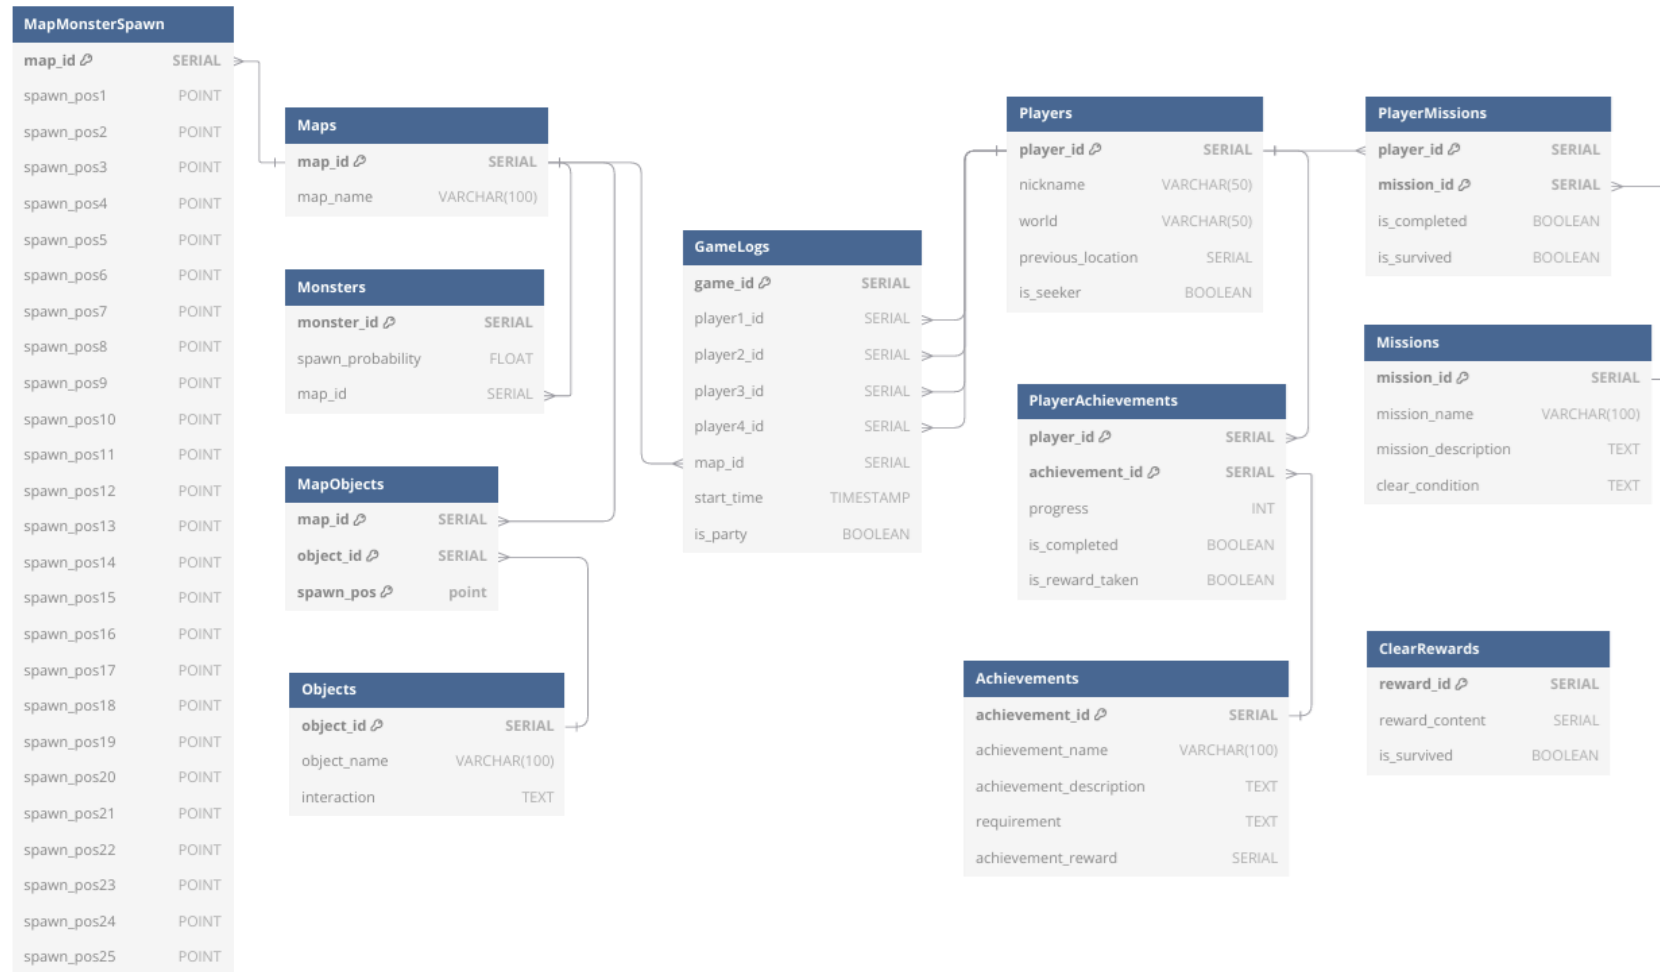 MapMonsterSpawn
map_id SERIAL
spawn_pos1 POINT
spawn_pos2 POINT
spawn_pos3 POINT
spawn_pos4 POINT
spawn_pos5 POINT
spawn_pos6 POINT
spawn_pos7 POINT
spawn_pos8 POINT
spawn_pos9 POINT
spawn_pos10 POINT
spawn_pos11 POINT
spawn_pos12 POINT
spawn_pos13 POINT
spawn_pos14 POINT
spawn_pos15 POINT
spawn_pos16 POINT
spawn_pos17 POINT
spawn_pos18 POINT
spawn_pos19 POINT
spawn_pos20 POINT
spawn_pos21 POINT
spawn_pos22 POINT
spawn_pos23 POINT
spawn_pos24 POINT
spawn_pos25 POINT
Maps
map_id SERIAL
map_name VARCHAR(100)
Monsters
monster_id SERIAL
spawn_probability FLOAT
map_id SERIAL
MapObjects
map_id SERIAL
object_id SERIAL
spawn_pos point
Objects
object_id SERIAL
object_name VARCHAR(100)
interaction TEXT
GameLogs
game_id SERIAL
player1_id SERIAL
player2_id SERIAL
player3_id SERIAL
player4_id SERIAL
map_id SERIAL
start_time TIMESTAMP
is_party BOOLEAN
Players
player_id SERIAL
nickname VARCHAR(50)
world VARCHAR(50)
previous_location SERIAL
is_seeker BOOLEAN
PlayerAchievements
player_id SERIAL
achievement_id SERIAL
progress INT
is_completed BOOLEAN
is_reward_taken BOOLEAN
Achievements
achievement_id SERIAL
achievement_name VARCHAR(100)
achievement_description TEXT
requirement TEXT
achievement_reward SERIAL
PlayerMissions
player_id SERIAL
mission_id SERIAL
is_completed BOOLEAN
is_survived BOOLEAN
Missions
mission_id SERIAL
mission_name VARCHAR(100)
mission_description TEXT
clear_condition TEXT
ClearRewards
reward_id SERIAL
reward_content SERIAL
is_survived BOOLEAN